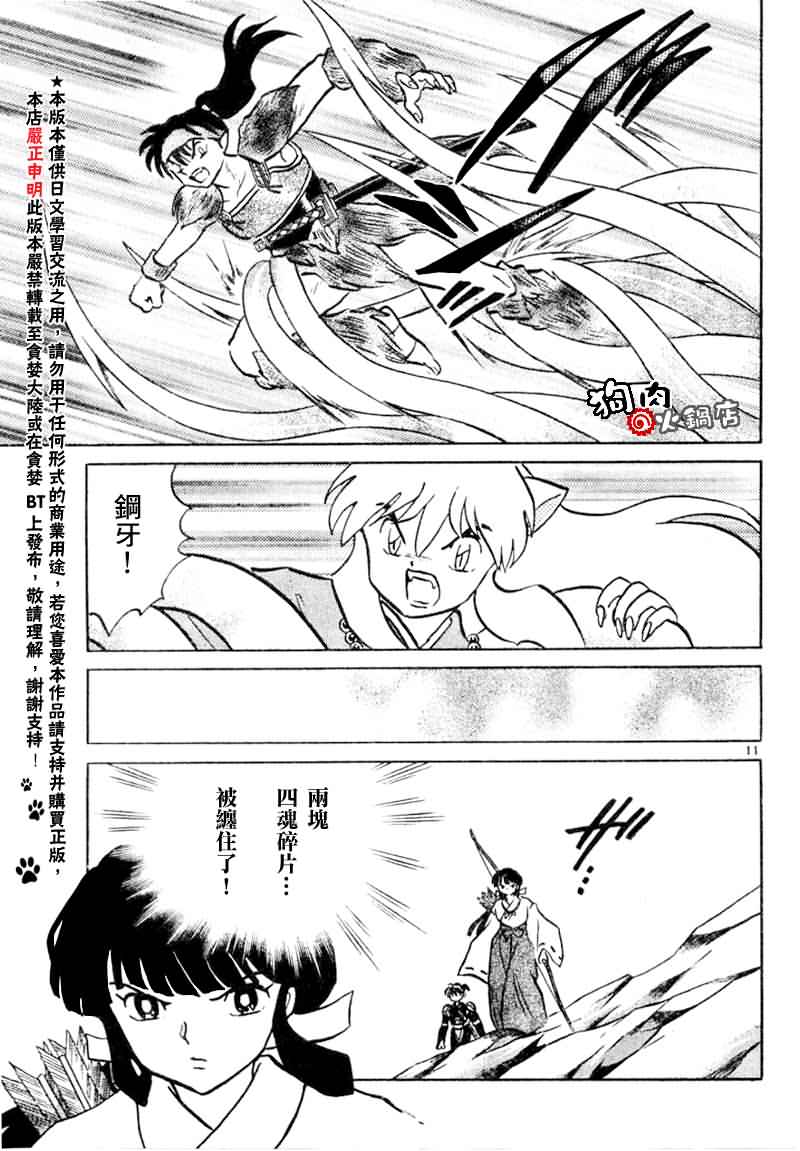 ★本版本僅供日文學習交流之用，請勿用于任何形式的商業用途，若您喜愛本作品請支持并購買正版，
本店嚴正申明此版本嚴禁轉載至貪婪大陸或在貪婪BT上發布，敬請理解，謝謝支持！
狗肉
火鍋店
鋼牙！
11
兩塊
四魂碎片…
被纏住了！